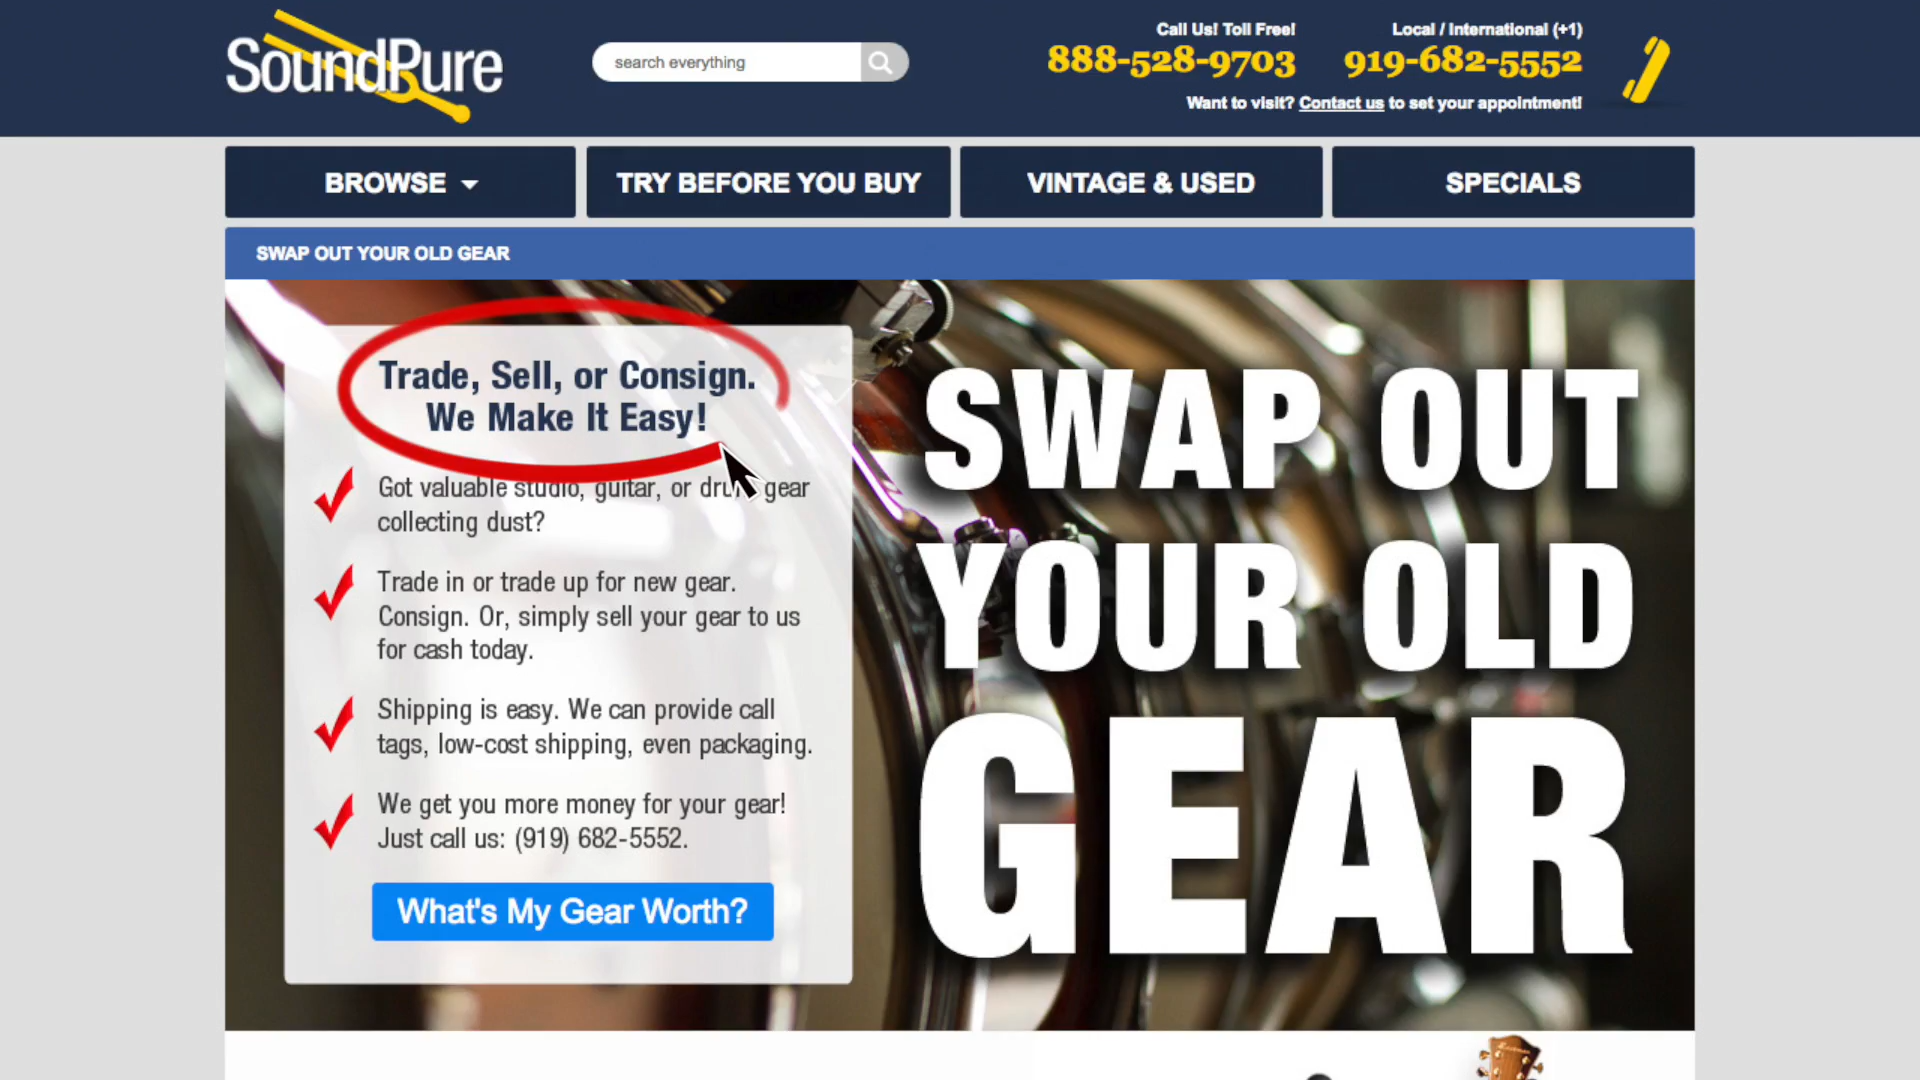 SoundPure
search everything
Call Us! Toll Free!
888-528-9703
Local / International (+1)
919-682-5552
Want to visit? Contact us to set your appointment!
BROWSE
TRY BEFORE YOU BUY
VINTAGE & USED
SPECIALS
SWAP OUT YOUR OLD GEAR
Trade, Sell, or Consign.
We Make It Easy!
Got valuable studio, guitar, or drum gear
collecting dust?
Trade in or trade up for new gear.
Consign. Or, simply sell your gear to us
for cash today.
Shipping is easy. We can provide call
tags, low-cost shipping, even packaging.
We get you more money for your gear!
Just call us: (919) 682-5552.
What's My Gear Worth?
SWAP OUT
YOUR OLD
GEAR